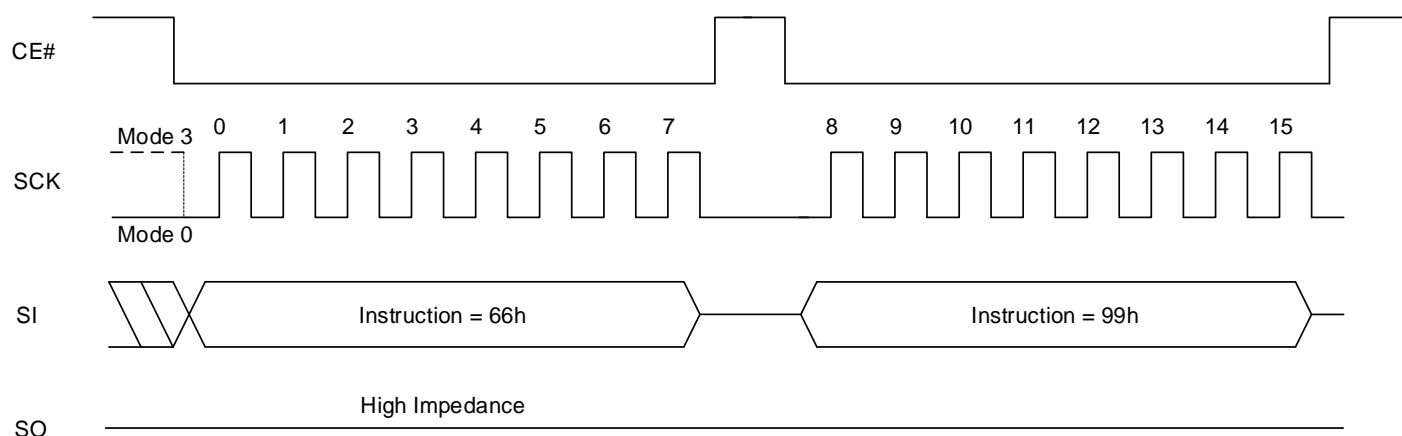 CE#
Mode 3 0 1 2 3 4 5 6 7 8 9 10 11 12 13 14 15
SCK
Mode 0
SI Instruction = 66h Instruction = 99h
High Impedance
SO